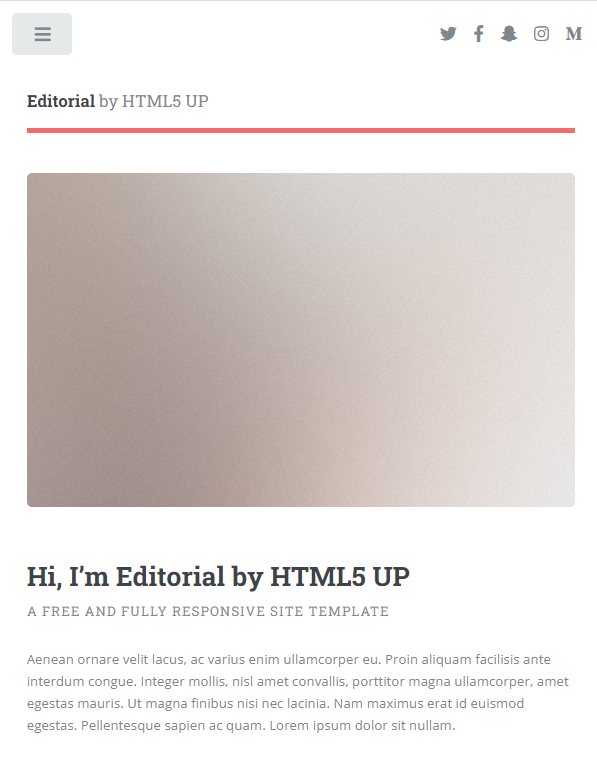 Editorial by HTML5 UP
Hi, I’m Editorial by HTML5 UP
A FREE AND FULLY RESPONSIVE SITE TEMPLATE
Aenean ornare velit lacus, ac varius enim ullamcorper eu. Proin aliquam facilisis ante
interdum congue. Integer mollis, nisl amet convallis, porttitor magna ullamcorper, amet
egestas mauris. Ut magna finibus nisi nec lacinia. Nam maximus erat id euismod
egestas. Pellentesque sapien ac quam. Lorem ipsum dolor sit nullam.